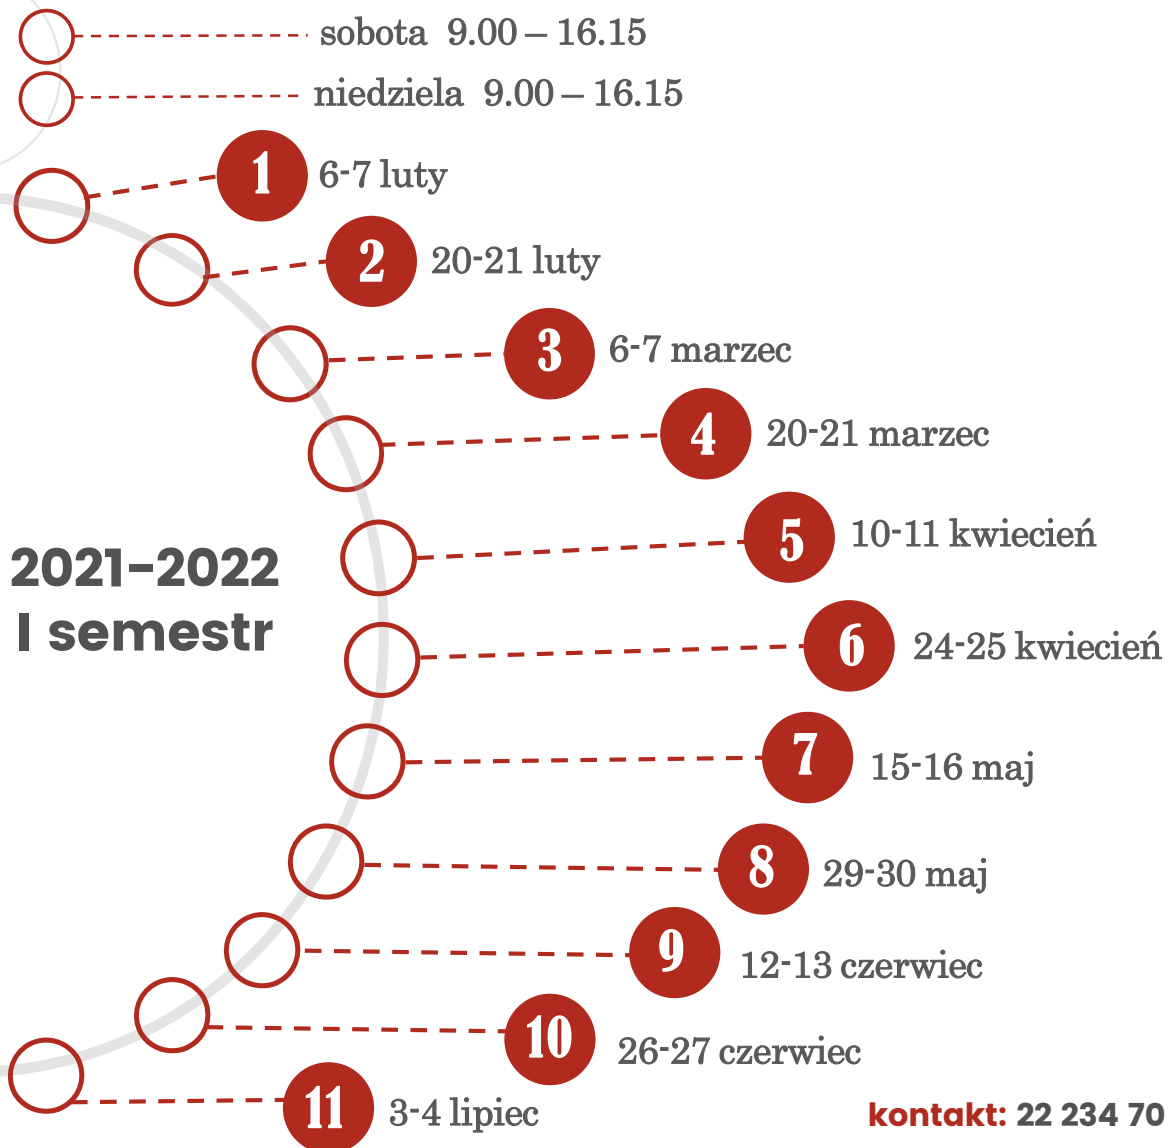 sobota 9.00 – 16.15
niedziela 9.00 – 16.15
1 6-7 luty
2 20-21 luty
3 6-7 marzec
4 20-21 marzec
5 10-11 kwiecień
2021-2022
I semestr
6 24-25 kwiecień
7 15-16 maj
8 29-30 maj
9 12-13 czerwiec
10 26-27 czerwiec
11 3-4 lipiec
kontakt: 22 234 70